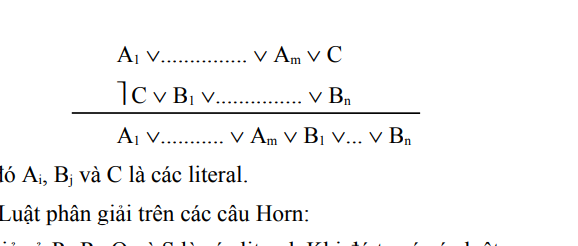 A₁ ∨............... ∨ Aₘ ∨ C
⎤C ∨ B₁ ∨............... ∨ Bₙ
A₁ ∨........... ∨ Aₘ ∨ B₁ ∨... ∨ Bₙ
đó Aᵢ, Bⱼ và C là các literal.
Luật phân giải trên các câu Horn: